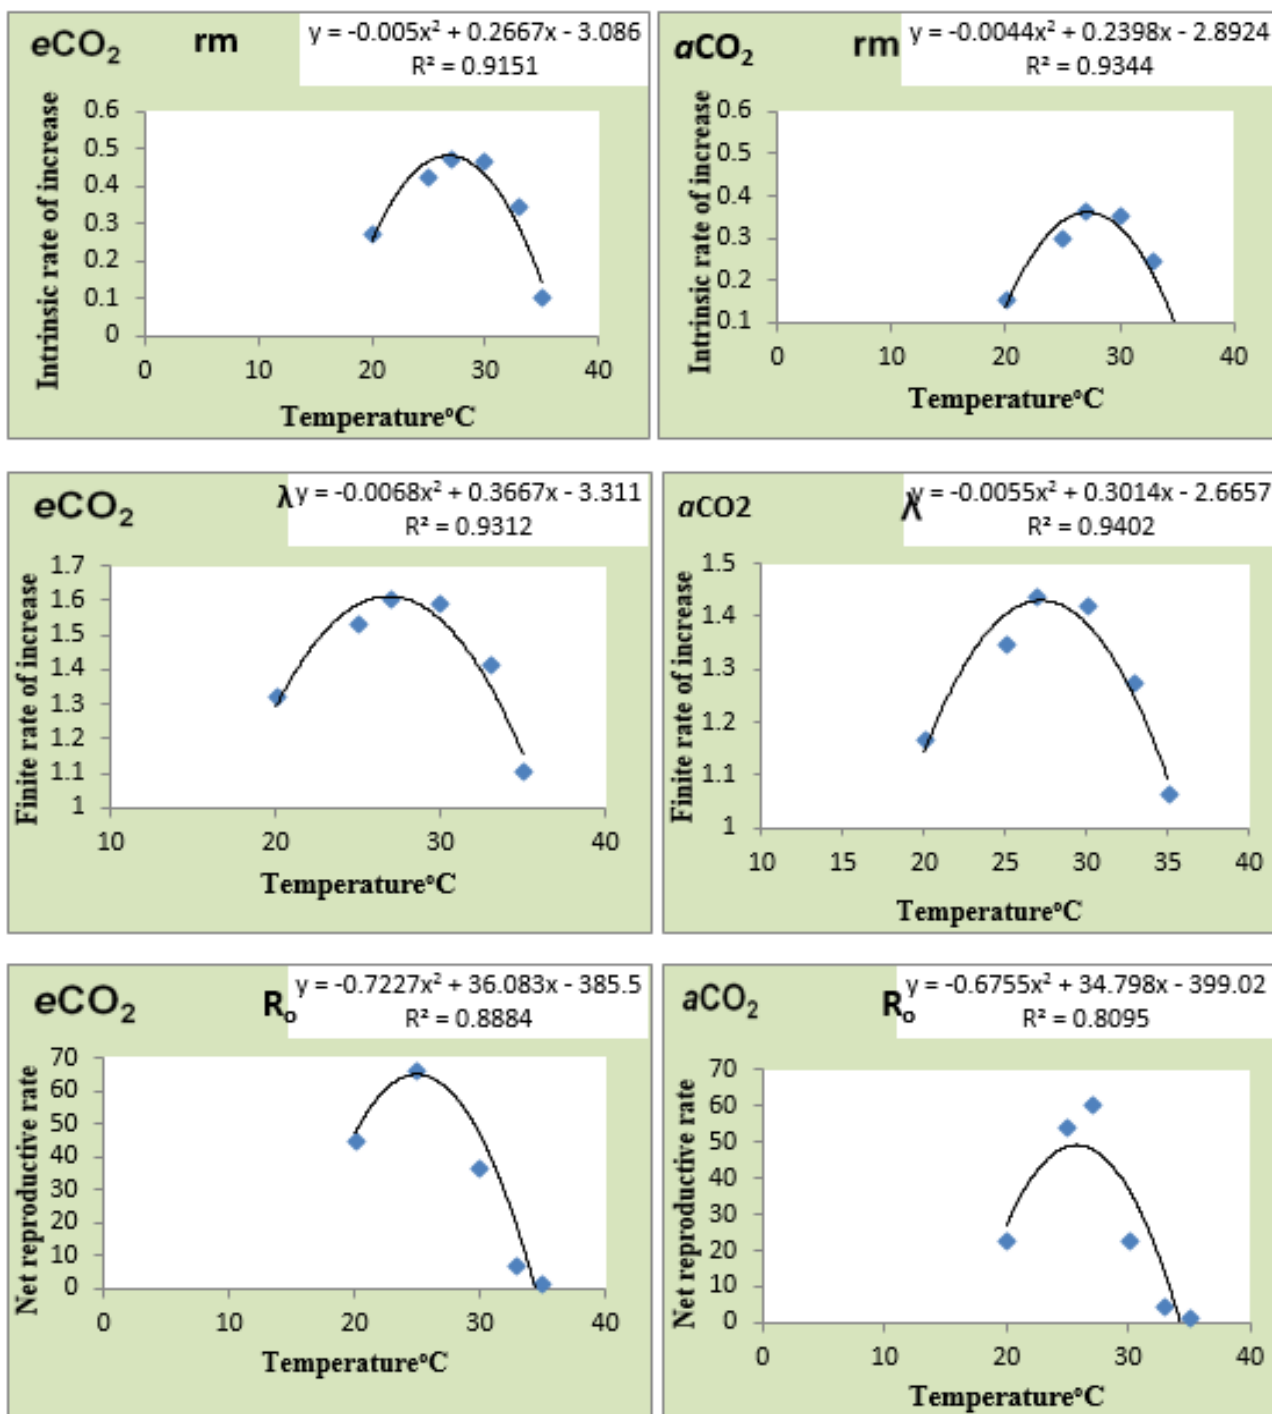 eCO₂ rm y = -0.005x² + 0.2667x - 3.086
R² = 0.9151
Intrinsic rate of increase
0.6
0.5
0.4
0.3
0.2
0.1
0
0 10 20 30 40
Temperature°C
aCO₂ rm y = -0.0044x² + 0.2398x - 2.8924
R² = 0.9344
Intrinsic rate of increase
0.6
0.5
0.4
0.3
0.2
0.1
0 10 20 30 40
Temperature°C
eCO₂ λ y = -0.0068x² + 0.3667x - 3.311
R² = 0.9312
Finite rate of increase
1.7
1.6
1.5
1.4
1.3
1.2
1.1
1
10 20 30 40
Temperature°C
aCO2 λ y = -0.0055x² + 0.3014x - 2.6657
R² = 0.9402
Finite rate of increase
1.5
1.4
1.3
1.2
1.1
1
10 15 20 25 30 35 40
Temperature°C
eCO₂ Rₒ y = -0.7227x² + 36.083x - 385.5
R² = 0.8884
Net reproductive rate
70
60
50
40
30
20
10
0
0 10 20 30 40
Temperature°C
aCO₂ Rₒ y = -0.6755x² + 34.798x - 399.02
R² = 0.8095
Net reproductive rate
70
60
50
40
30
20
10
0
0 10 20 30 40
Temperature°C